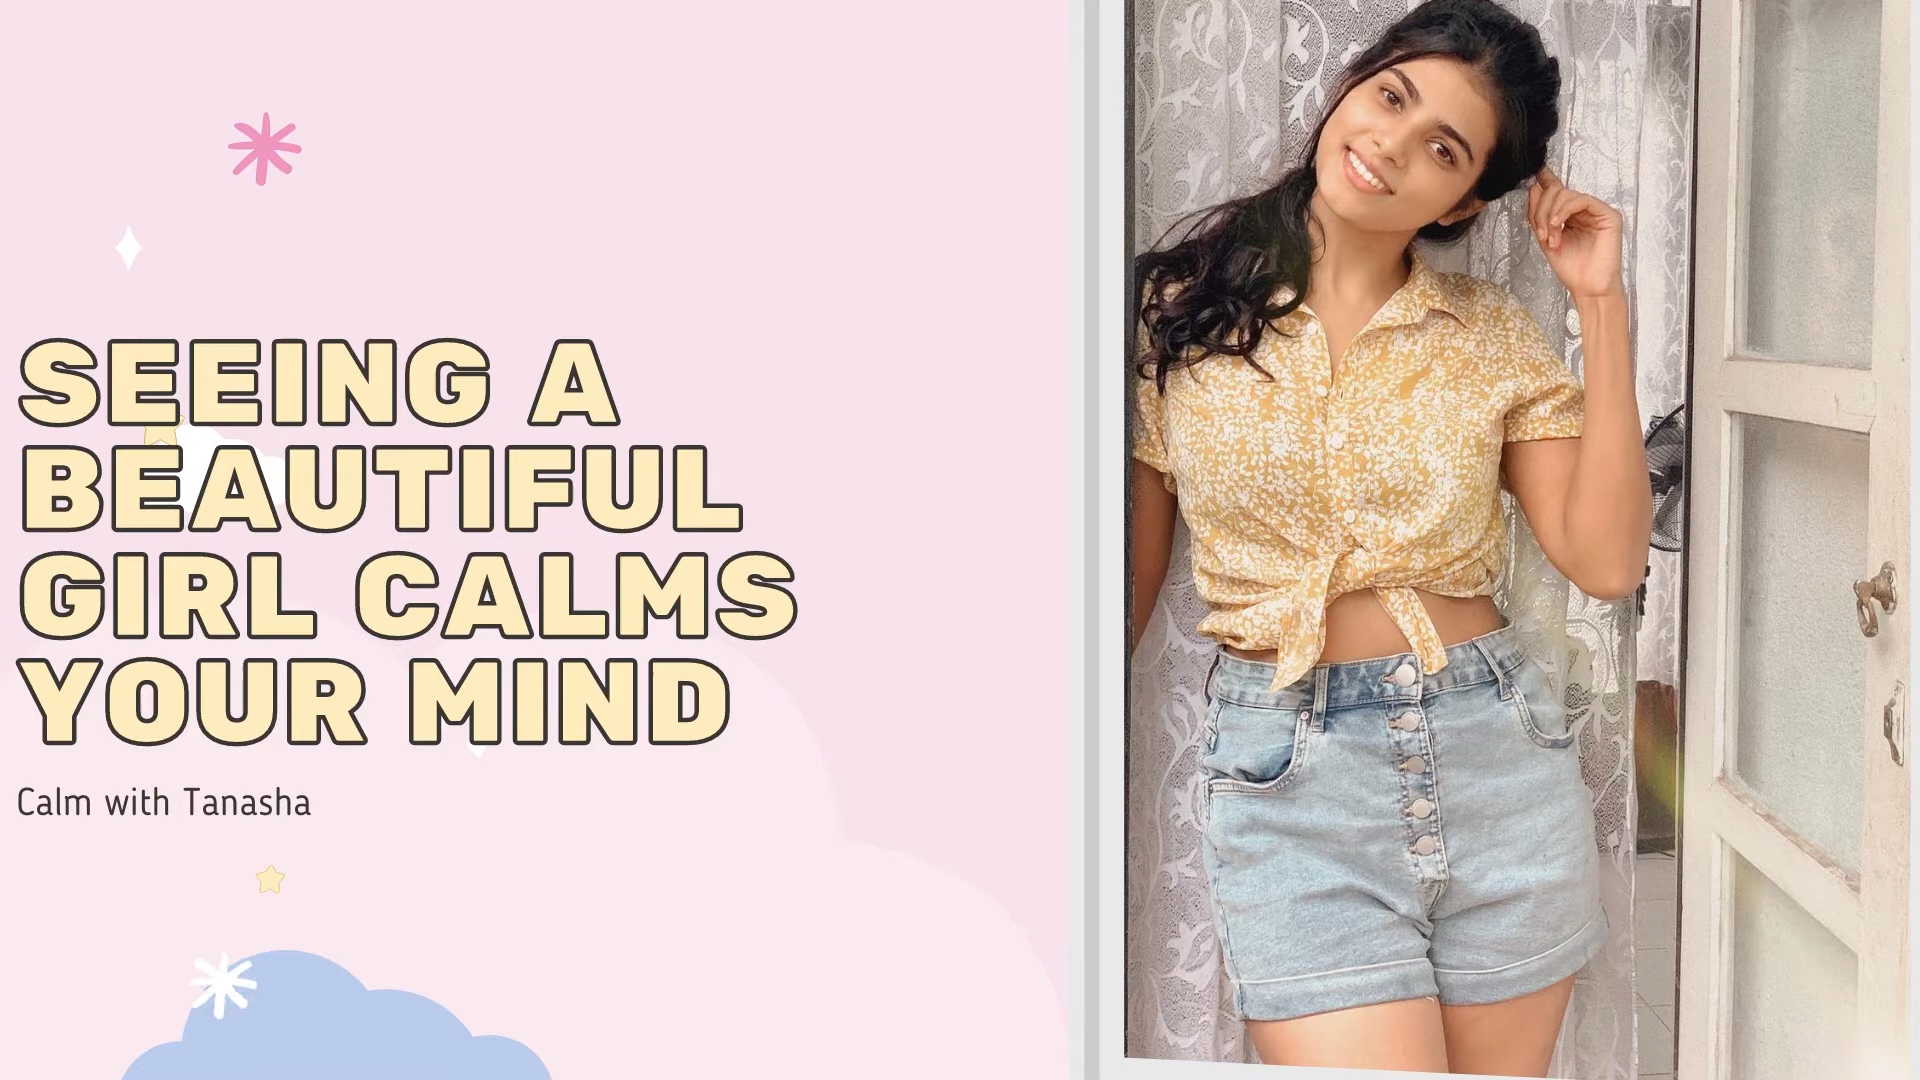 SEEING A
BEAUTIFUL
GIRL CALMS
YOUR MIND
Calm with Tanasha